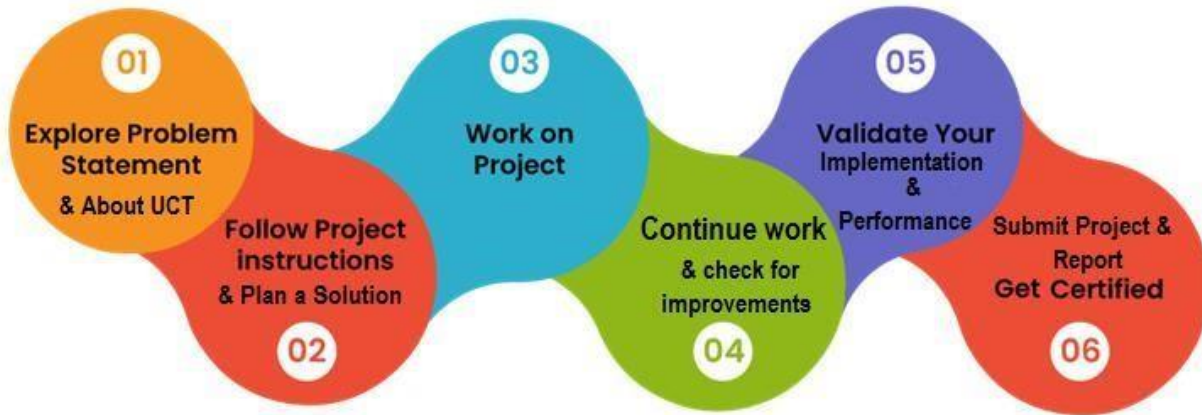 01
Explore Problem
Statement
& About UCT
Follow Project
instructions
& Plan a Solution
02
03
Work on
Project
Continue work
& check for
improvements
04
05
Validate Your
Implementation
&
Performance
Submit Project &
Report
Get Certified
06